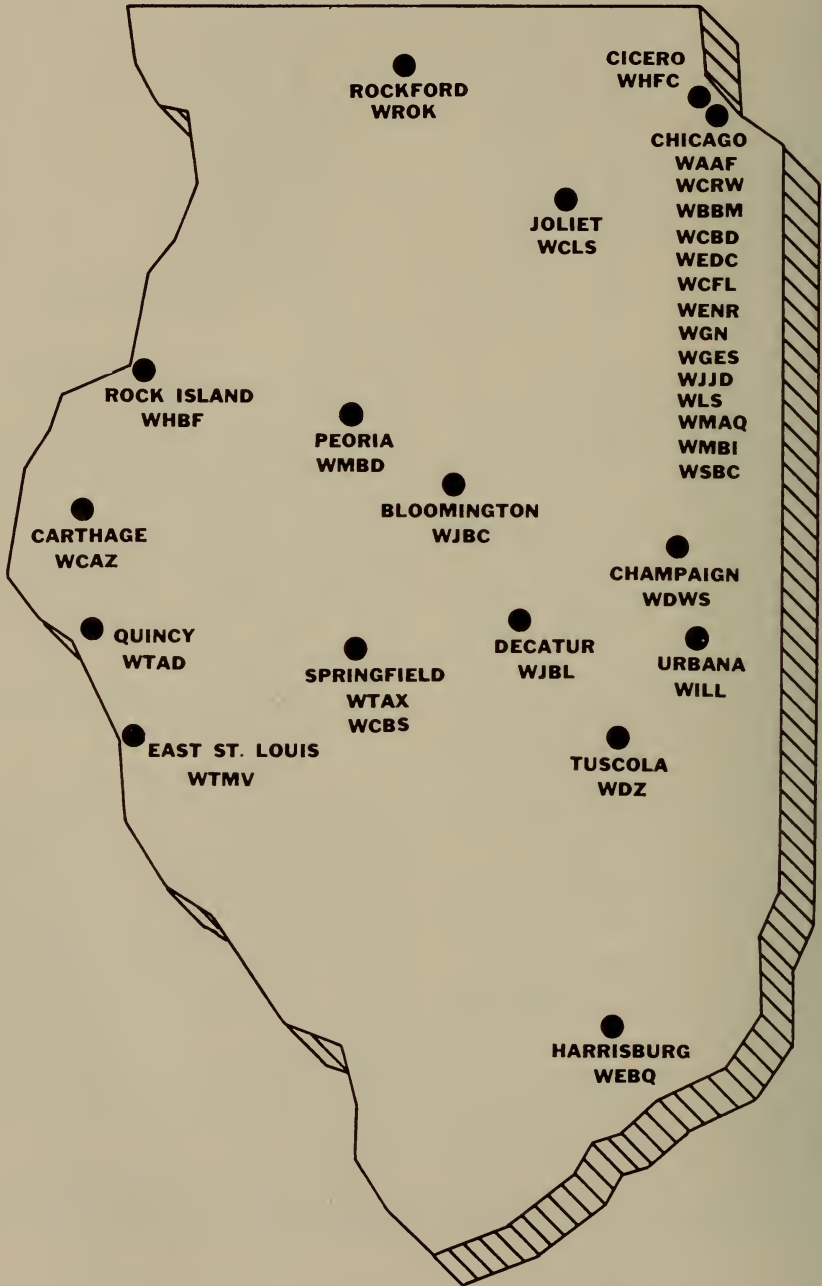 ROCKFORD
WROK
CICERO
WHFC
CHICAGO
WAAF
WCRW
WBBM
WCBD
WEDC
WCFL
WENR
WGN
WGES
WJJD
WLS
WMAQ
WMBI
WSBC
JOLIET
WCLS
ROCK ISLAND
WHBF
PEORIA
WMBD
BLOOMINGTON
WJBC
CARTHAGE
WCAZ
CHAMPAIGN
WDWS
QUINCY
WTAD
SPRINGFIELD
WTAX
WCBS
DECATUR
WJBL
URBANA
WILL
EAST ST. LOUIS
WTMV
TUSCOLA
WDZ
HARRISBURG
WEBQ